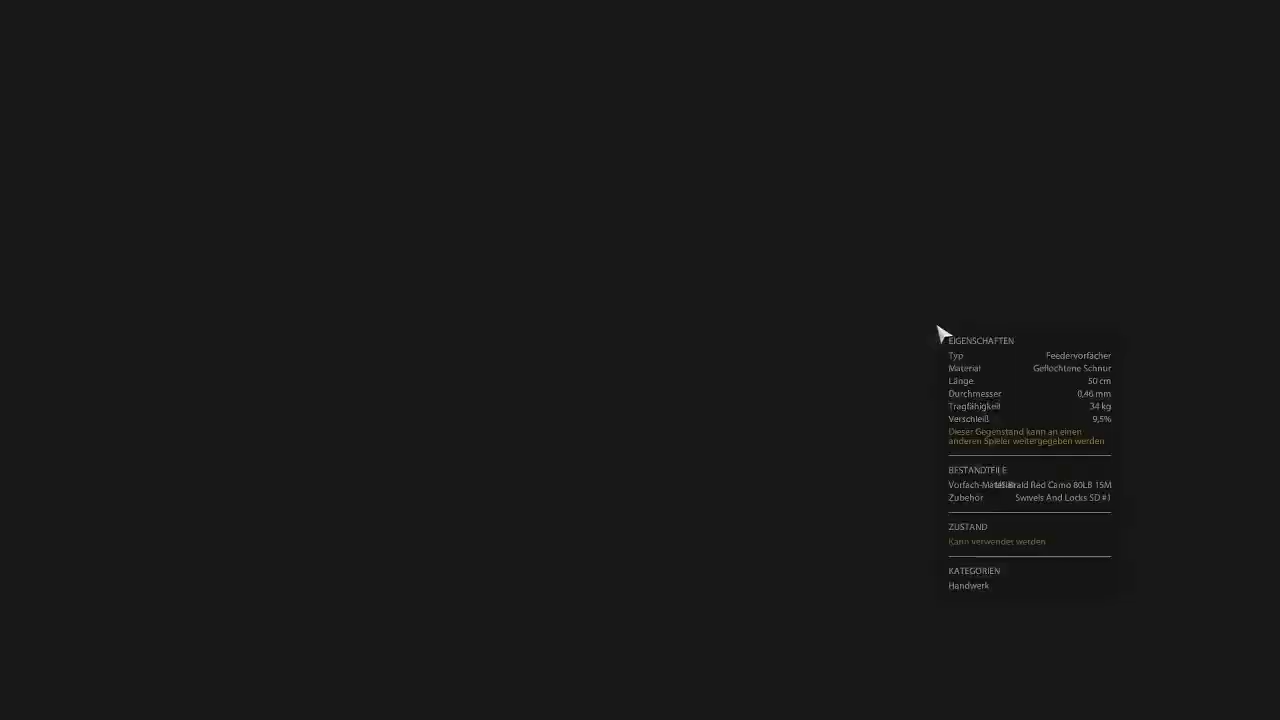 EIGENSCHAFTEN
Typ Feedervorfächer
Material Geflochtene Schnur
Länge 50 cm
Durchmesser 0,46 mm
Tragfähigkeit 34 kg
Verschleiß 9,5%
Dieser Gegenstand kann an einen
anderen Spieler weitergegeben werden
BESTANDTEILE
Vorfach-Material Braid Red Camo 80LB 15M
Zubehör Swivels And Locks SD #1
ZUSTAND
Kann verwendet werden
KATEGORIEN
Handwerk